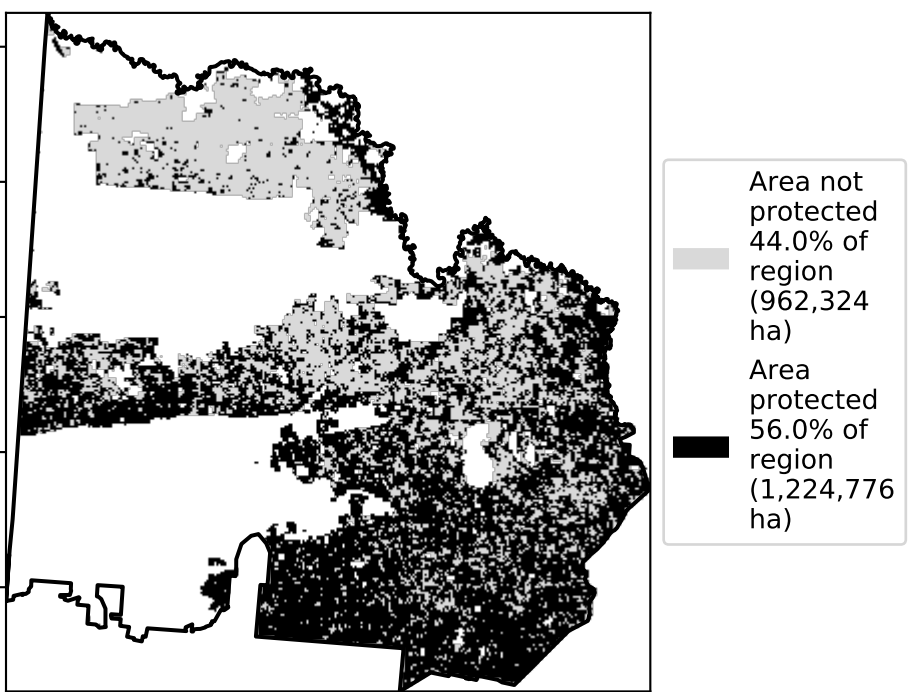 Area not
protected
44.0% of
region
(962,324
ha)
Area
protected
56.0% of
region
(1,224,776
ha)